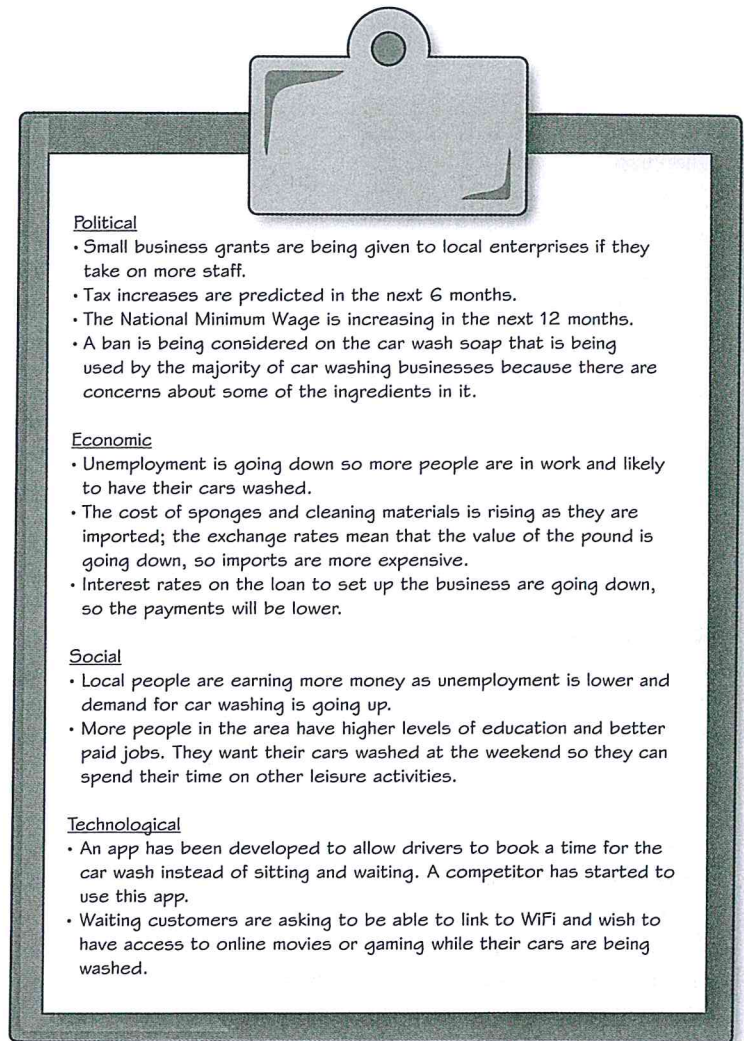 Political
• Small business grants are being given to local enterprises if they
take on more staff.
• Tax increases are predicted in the next 6 months.
• The National Minimum Wage is increasing in the next 12 months.
• A ban is being considered on the car wash soap that is being
used by the majority of car washing businesses because there are
concerns about some of the ingredients in it.
Economic
• Unemployment is going down so more people are in work and likely
to have their cars washed.
• The cost of sponges and cleaning materials is rising as they are
imported; the exchange rates mean that the value of the pound is
going down, so imports are more expensive.
• Interest rates on the loan to set up the business are going down,
so the payments will be lower.
Social
• Local people are earning more money as unemployment is lower and
demand for car washing is going up.
• More people in the area have higher levels of education and better
paid jobs. They want their cars washed at the weekend so they can
spend their time on other leisure activities.
Technological
• An app has been developed to allow drivers to book a time for the
car wash instead of sitting and waiting. A competitor has started to
use this app.
• Waiting customers are asking to be able to link to WiFi and wish to
have access to online movies or gaming while their cars are being
washed.